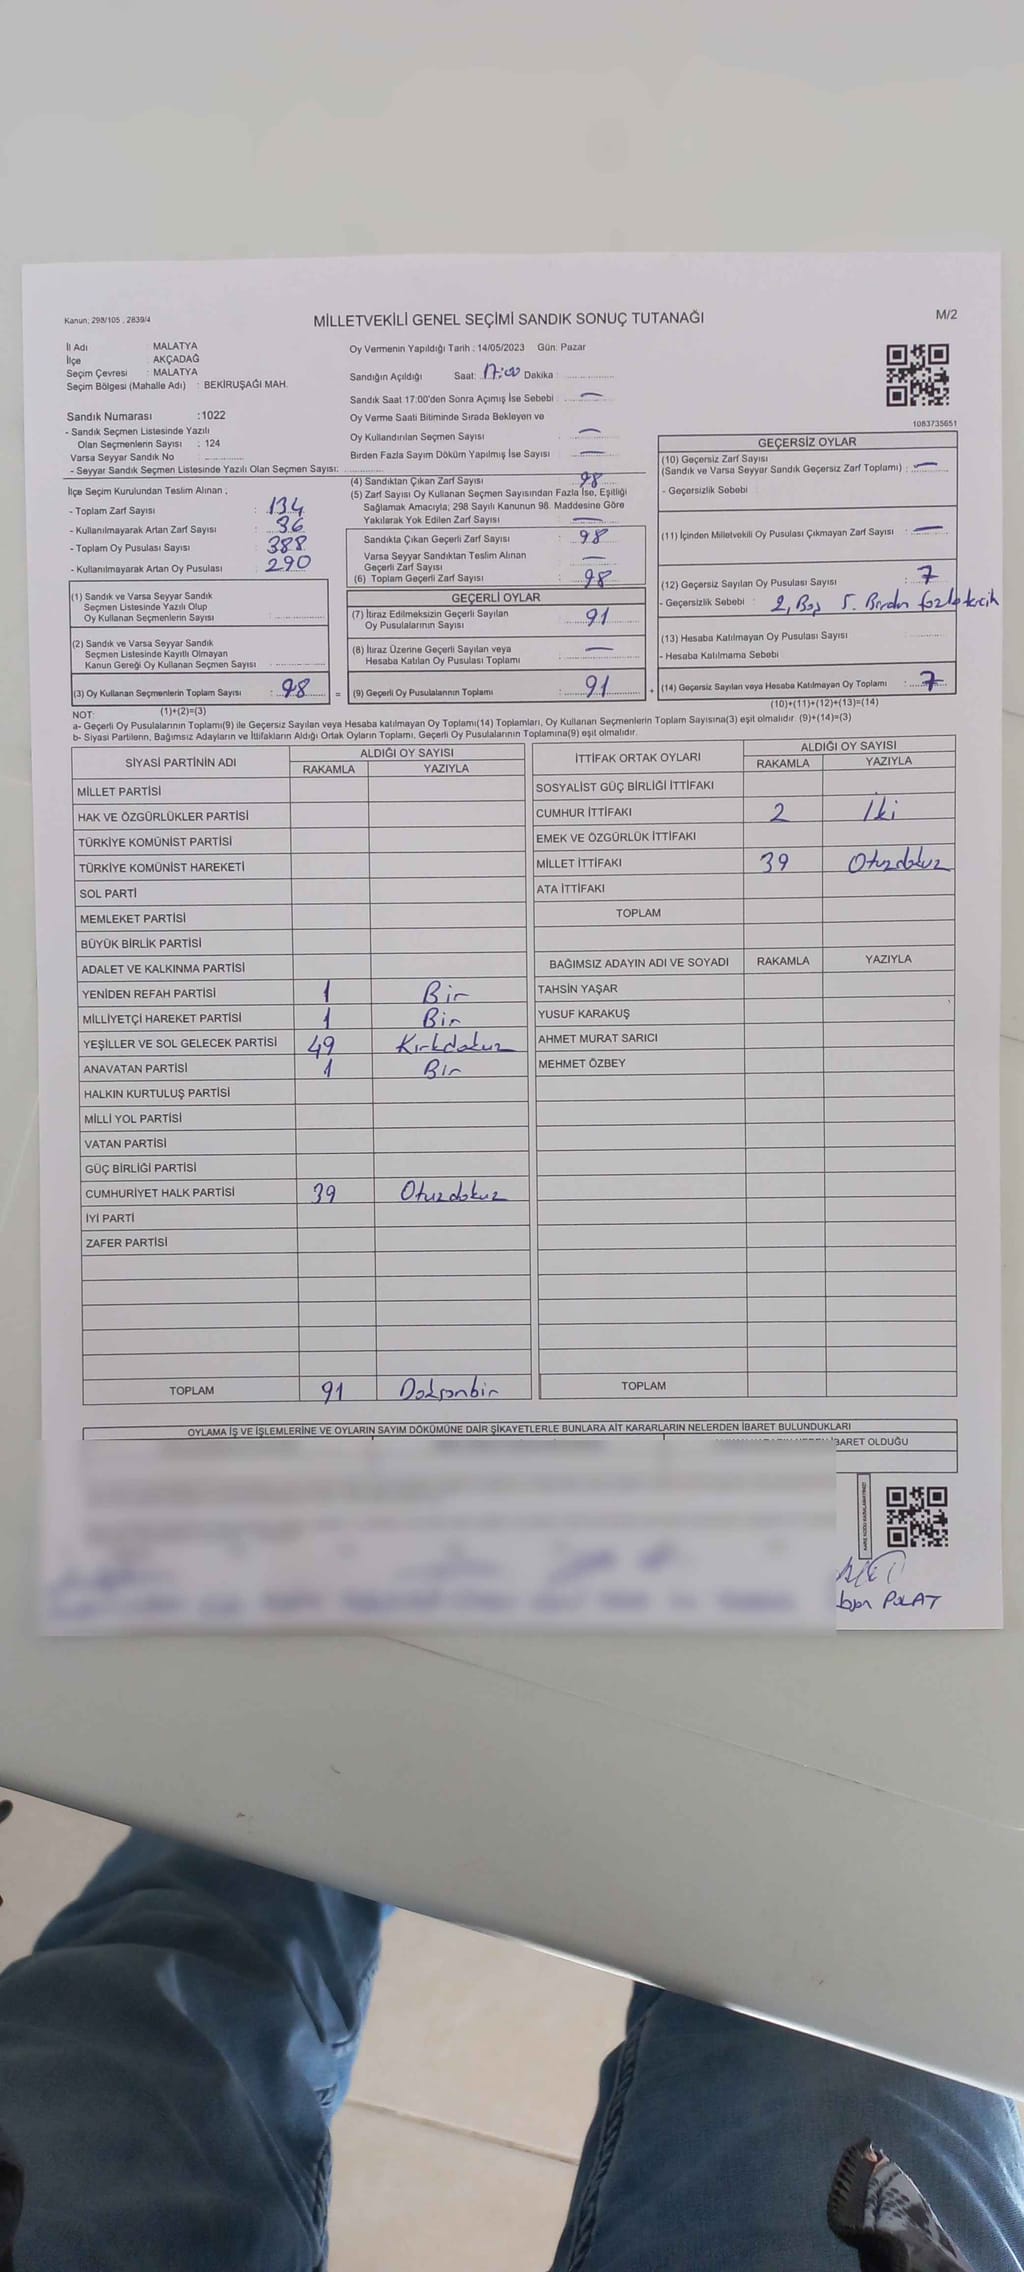 Kanun: 298/105 , 2839/4
MİLLETVEKİLİ GENEL SEÇİMİ SANDIK SONUÇ TUTANAĞI
M/2
İl Adı : MALATYA
İlçe : AKÇADAĞ
Seçim Çevresi : MALATYA
Seçim Bölgesi (Mahalle Adı) : BEKİRUŞAĞI MAH.
Sandık Numarası :1022
- Sandık Seçmen Listesinde Yazılı
Olan Seçmenlerin Sayısı : 124
Varsa Seyyar Sandık No
- Seyyar Sandık Seçmen Listesinde Yazılı Olan Seçmen Sayısı:
Oy Vermenin Yapıldığı Tarih : 14/05/2023 Gün: Pazar
Sandığın Açıldığı Saat: 17:00 Dakika :
Sandık Saat 17:00'den Sonra Açımış İse Sebebi : —
Oy Verme Saati Bitiminde Sırada Bekleyen ve
Oy Kullandırılan Seçmen Sayısı : —
Birden Fazla Sayım Döküm Yapılmış İse Sayısı : —
1083735651
İlçe Seçim Kurulundan Teslim Alınan ;
- Toplam Zarf Sayısı : 134
- Kullanılmayarak Artan Zarf Sayısı : 36
- Toplam Oy Pusulası Sayısı : 388
- Kullanılmayarak Artan Oy Pusulası : 290
(1) Sandık ve Varsa Seyyar Sandık
Seçmen Listesinde Yazılı Olup
Oy Kullanan Seçmenlerin Sayısı :
(2) Sandık ve Varsa Seyyar Sandık
Seçmen Listesinde Kayıtlı Olmayan
Kanun Gereği Oy Kullanan Seçmen Sayısı :
(3) Oy Kullanan Seçmenlerin Toplam Sayısı : 98 =
(1)+(2)=(3)
(4) Sandıktan Çıkan Zarf Sayısı : 98
(5) Zarf Sayısı Oy Kullanan Seçmen Sayısından Fazla İse, Eşitliği
Sağlamak Amacıyla; 298 Sayılı Kanunun 98. Maddesine Göre
Yakılarak Yok Edilen Zarf Sayısı : —
Sandıkta Çıkan Geçerli Zarf Sayısı : 98
Varsa Seyyar Sandıktan Teslim Alınan
Geçerli Zarf Sayısı : —
(6) Toplam Geçerli Zarf Sayısı : 98
GEÇERLİ OYLAR
(7) İtiraz Edilmeksizin Geçerli Sayılan
Oy Pusulalarının Sayısı : 91
(8) İtiraz Üzerine Geçerli Sayılan veya
Hesaba Katılan Oy Pusulası Toplamı : —
(9) Geçerli Oy Pusulalarının Toplamı : 91 +
GEÇERSİZ OYLAR
(10) Geçersiz Zarf Sayısı
(Sandık ve Varsa Seyyar Sandık Geçersiz Zarf Toplamı) : —
- Geçersizlik Sebebi :
(11) İçinden Milletvekili Oy Pusulası Çıkmayan Zarf Sayısı : —
(12) Geçersiz Sayılan Oy Pusulası Sayısı : 7
- Geçersizlik Sebebi : 2, Boş 5. Birden fazla tercih
(13) Hesaba Katılmayan Oy Pusulası Sayısı
- Hesaba Katılmama Sebebi
(14) Geçersiz Sayılan veya Hesaba Katılmayan Oy Toplamı : 7
(10)+(11)+(12)+(13)=(14)
NOT:
a- Geçerli Oy Pusulalarının Toplamı(9) ile Geçersiz Sayılan veya Hesaba katılmayan Oy Toplamı(14) Toplamları, Oy Kullanan Seçmenlerin Toplam Sayısına(3) eşit olmalıdır. (9)+(14)=(3)
b- Siyasi Partilerin, Bağımsız Adayların ve İttifakların Aldığı Ortak Oyların Toplamı, Geçerli Oy Pusulalarının Toplamına(9) eşit olmalıdır.
SİYASİ PARTİNİN ADI ALDIĞI OY SAYISI
RAKAMLA YAZIYLA
MİLLET PARTİSİ
HAK VE ÖZGÜRLÜKLER PARTİSİ
TÜRKİYE KOMÜNİST PARTİSİ
TÜRKİYE KOMÜNİST HAREKETİ
SOL PARTİ
MEMLEKET PARTİSİ
BÜYÜK BİRLİK PARTİSİ
ADALET VE KALKINMA PARTİSİ
YENİDEN REFAH PARTİSİ 1 Bir
MİLLİYETÇİ HAREKET PARTİSİ 1 Bir
YEŞİLLER VE SOL GELECEK PARTİSİ 49 Kırkdokuz
ANAVATAN PARTİSİ 1 Bir
HALKIN KURTULUŞ PARTİSİ
MİLLİ YOL PARTİSİ
VATAN PARTİSİ
GÜÇ BİRLİĞİ PARTİSİ
CUMHURİYET HALK PARTİSİ 39 Otuzdokuz
İYİ PARTİ
ZAFER PARTİSİ
TOPLAM 91 Doksanbir
İTTİFAK ORTAK OYLARI ALDIĞI OY SAYISI
RAKAMLA YAZIYLA
SOSYALİST GÜÇ BİRLİĞİ İTTİFAKI
CUMHUR İTTİFAKI 2 İki
EMEK VE ÖZGÜRLÜK İTTİFAKI
MİLLET İTTİFAKI 39 Otuzdokuz
ATA İTTİFAKI
TOPLAM
BAĞIMSIZ ADAYIN ADI VE SOYADI RAKAMLA YAZIYLA
TAHSİN YAŞAR
YUSUF KARAKUŞ
AHMET MURAT SARICI
MEHMET ÖZBEY
TOPLAM
OYLAMA İŞ VE İŞLEMLERİNE VE OYLARIN SAYIM DÖKÜMÜNE DAİR ŞİKAYETLERLE BUNLARA AİT KARARLARIN NELERDEN İBARET BULUNDUKLARI
İBARET OLDUĞU
POLAT